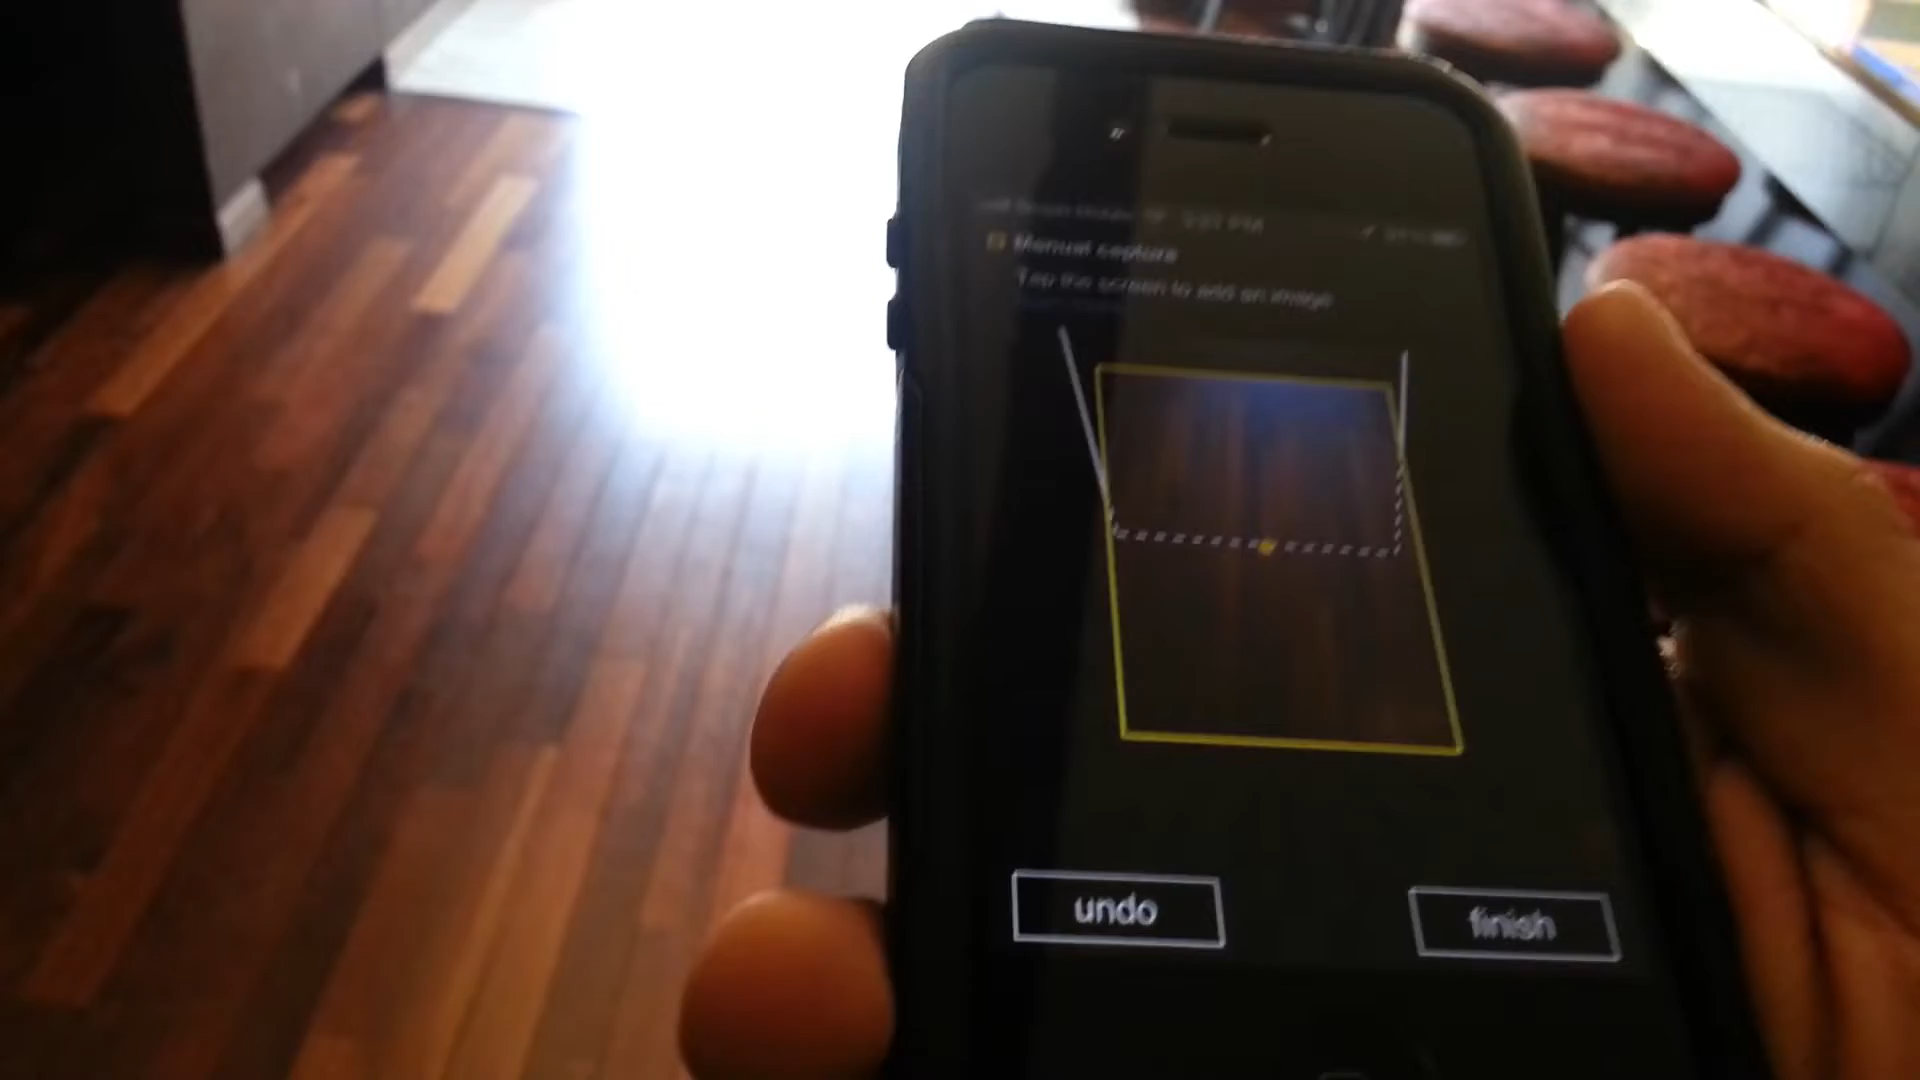 Manual capture
Tap the screen to add an image
undo
finish